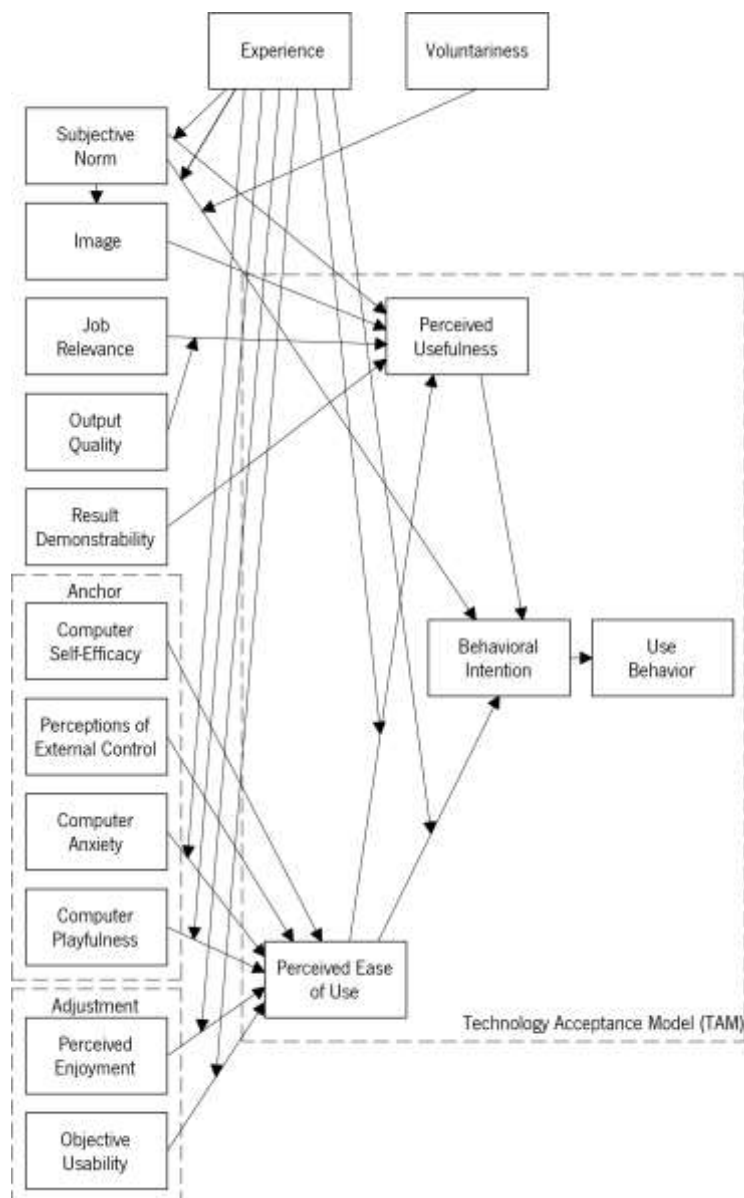 Experience
Voluntariness
Subjective
Norm
Image
Job
Relevance
Perceived
Usefulness
Output
Quality
Result
Demonstrability
Anchor
Computer
Self-Efficacy
Behavioral
Intention
Use
Behavior
Perceptions of
External Control
Computer
Anxiety
Computer
Playfulness
Perceived Ease
of Use
Adjustment
Perceived
Enjoyment
Technology Acceptance Model (TAM)
Objective
Usability